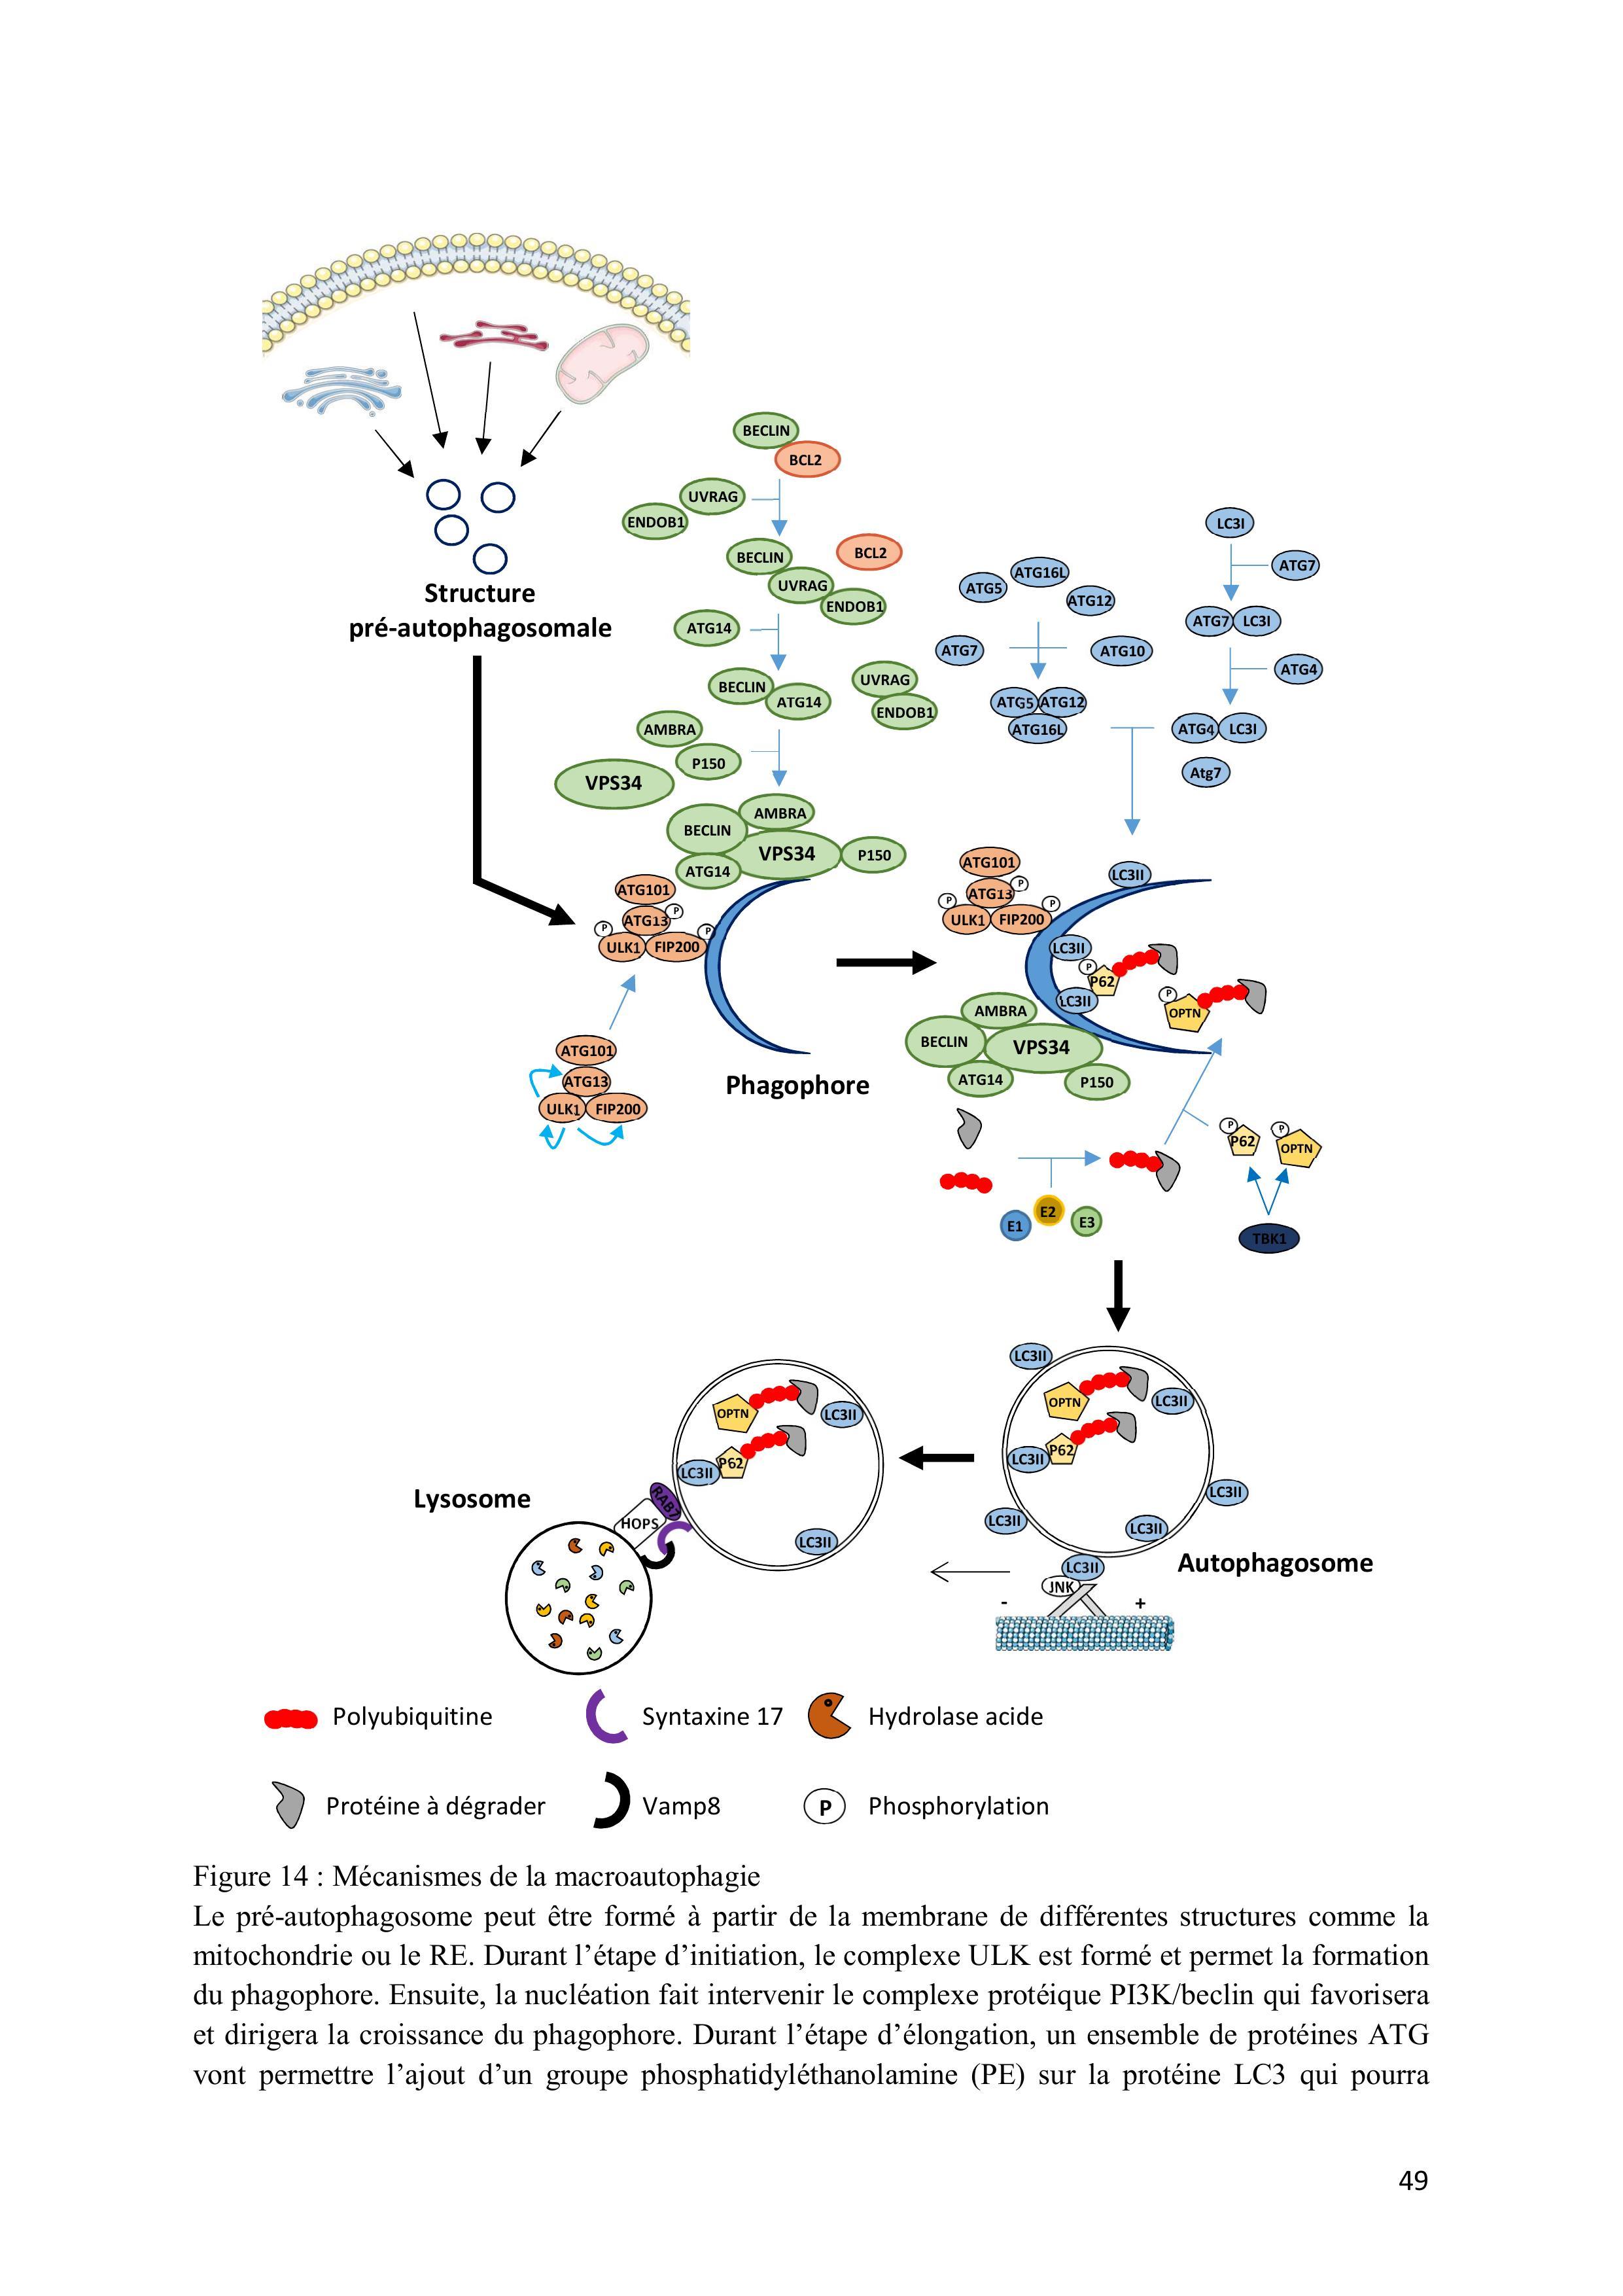 BECLIN
BCL2
UVRAG
ENDOB1
BECLIN
BCL2
UVRAG
ENDOB1
Structure
pré-autophagosomale
ATG14
BECLIN
ATG14
UVRAG
ENDOB1
AMBRA
P150
VPS34
AMBRA
BECLIN
VPS34
P150
ATG14
ATG5
ATG16L
ATG12
ATG7
ATG10
ATG5
ATG12
ATG16L
LC3I
ATG7
ATG7
LC3I
ATG4
ATG4
LC3I
Atg7
ATG101
ATG13
P
P
ULK1
FIP200
P
ATG101
ATG13
ULK1
FIP200
Phagophore
ATG101
ATG13
P
P
ULK1
FIP200
P
LC3II
LC3II
P
P62
LC3II
P
OPTN
AMBRA
BECLIN
VPS34
ATG14
P150
E1
E2
E3
P
P62
P
OPTN
TBK1
LC3II
OPTN
LC3II
LC3II
P62
LC3II
LC3II
LC3II
LC3II
JNK
-
+
Autophagosome
OPTN
LC3II
LC3II
P62
LC3II
RAB7
HOPS
Lysosome
Polyubiquitine
Syntaxine 17
Hydrolase acide
Protéine à dégrader
Vamp8
P
Phosphorylation
Figure 14 : Mécanismes de la macroautophagie
Le pré-autophagosome peut être formé à partir de la membrane de différentes structures comme la
mitochondrie ou le RE. Durant l’étape d’initiation, le complexe ULK est formé et permet la formation
du phagophore. Ensuite, la nucléation fait intervenir le complexe protéique PI3K/beclin qui favorisera
et dirigera la croissance du phagophore. Durant l’étape d’élongation, un ensemble de protéines ATG
vont permettre l’ajout d’un groupe phosphatidyléthanolamine (PE) sur la protéine LC3 qui pourra
49